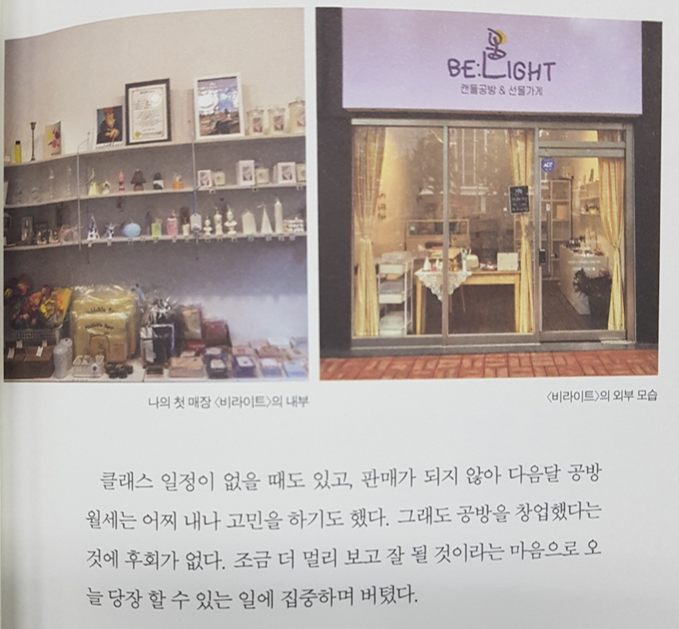 BE:LIGHT
캔들공방 & 선물가게
나의 첫 매장 〈비라이트〉의 내부
〈비라이트〉의 외부 모습
클래스 일정이 없을 때도 있고, 판매가 되지 않아 다음달 공방
월세는 어찌 내나 고민을 하기도 했다. 그래도 공방을 창업했다는
것에 후회가 없다. 조금 더 멀리 보고 잘 될 것이라는 마음으로 오
늘 당장 할 수 있는 일에 집중하며 버텼다.